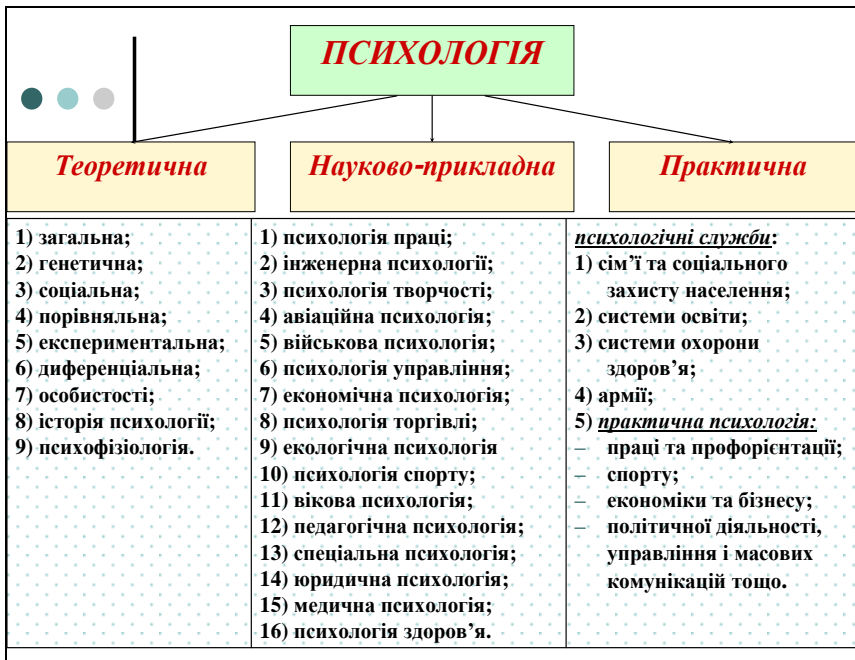 ПСИХОЛОГІЯ
Теоретична
Науково-прикладна
Практична
1) загальна;
2) генетична;
3) соціальна;
4) порівняльна;
5) експериментальна;
6) диференціальна;
7) особистості;
8) історія психології;
9) психофізіологія.
1) психологія праці;
2) інженерна психології;
3) психологія творчості;
4) авіаційна психологія;
5) військова психологія;
6) психологія управління;
7) економічна психологія;
8) психологія торгівлі;
9) екологічна психологія
10) психологія спорту;
11) вікова психологія;
12) педагогічна психологія;
13) спеціальна психологія;
14) юридична психологія;
15) медична психологія;
16) психологія здоров’я.
психологічні служби:
1) сім’ї та соціального
захисту населення;
2) системи освіти;
3) системи охорони
здоров’я;
4) армії;
5) практична психологія:
– праці та профорієнтації;
– спорту;
– економіки та бізнесу;
– політичної діяльності,
управління і масових
комунікацій тощо.